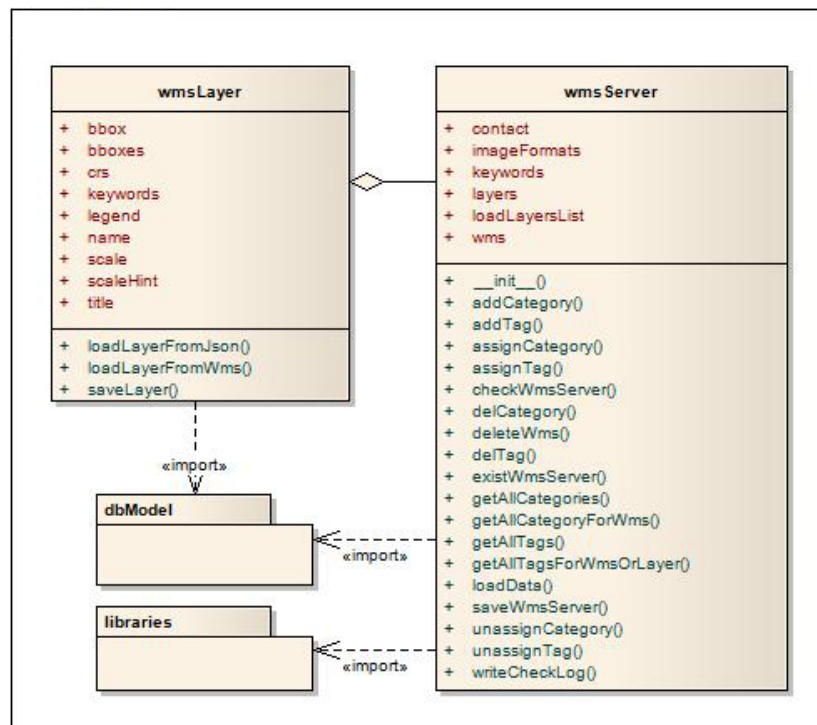 wmsLayer
+ bbox
+ bboxes
+ crs
+ keywords
+ legend
+ name
+ scale
+ scaleHint
+ title
+ loadLayerFromJson()
+ loadLayerFromWms()
+ saveLayer()
wmsServer
+ contact
+ imageFormats
+ keywords
+ layers
+ loadLayersList
+ wms
+ __init__()
+ addCategory()
+ addTag()
+ assignCategory()
+ assignTag()
+ checkWmsServer()
+ delCategory()
+ deleteWms()
+ delTag()
+ existWmsServer()
+ getAllCategories()
+ getAllCategoryForWms()
+ getAllTags()
+ getAllTagsForWmsOrLayer()
+ loadData()
+ saveWmsServer()
+ unassignCategory()
+ unassignTag()
+ writeCheckLog()
«import»
dbModel
«import»
libraries
«import»